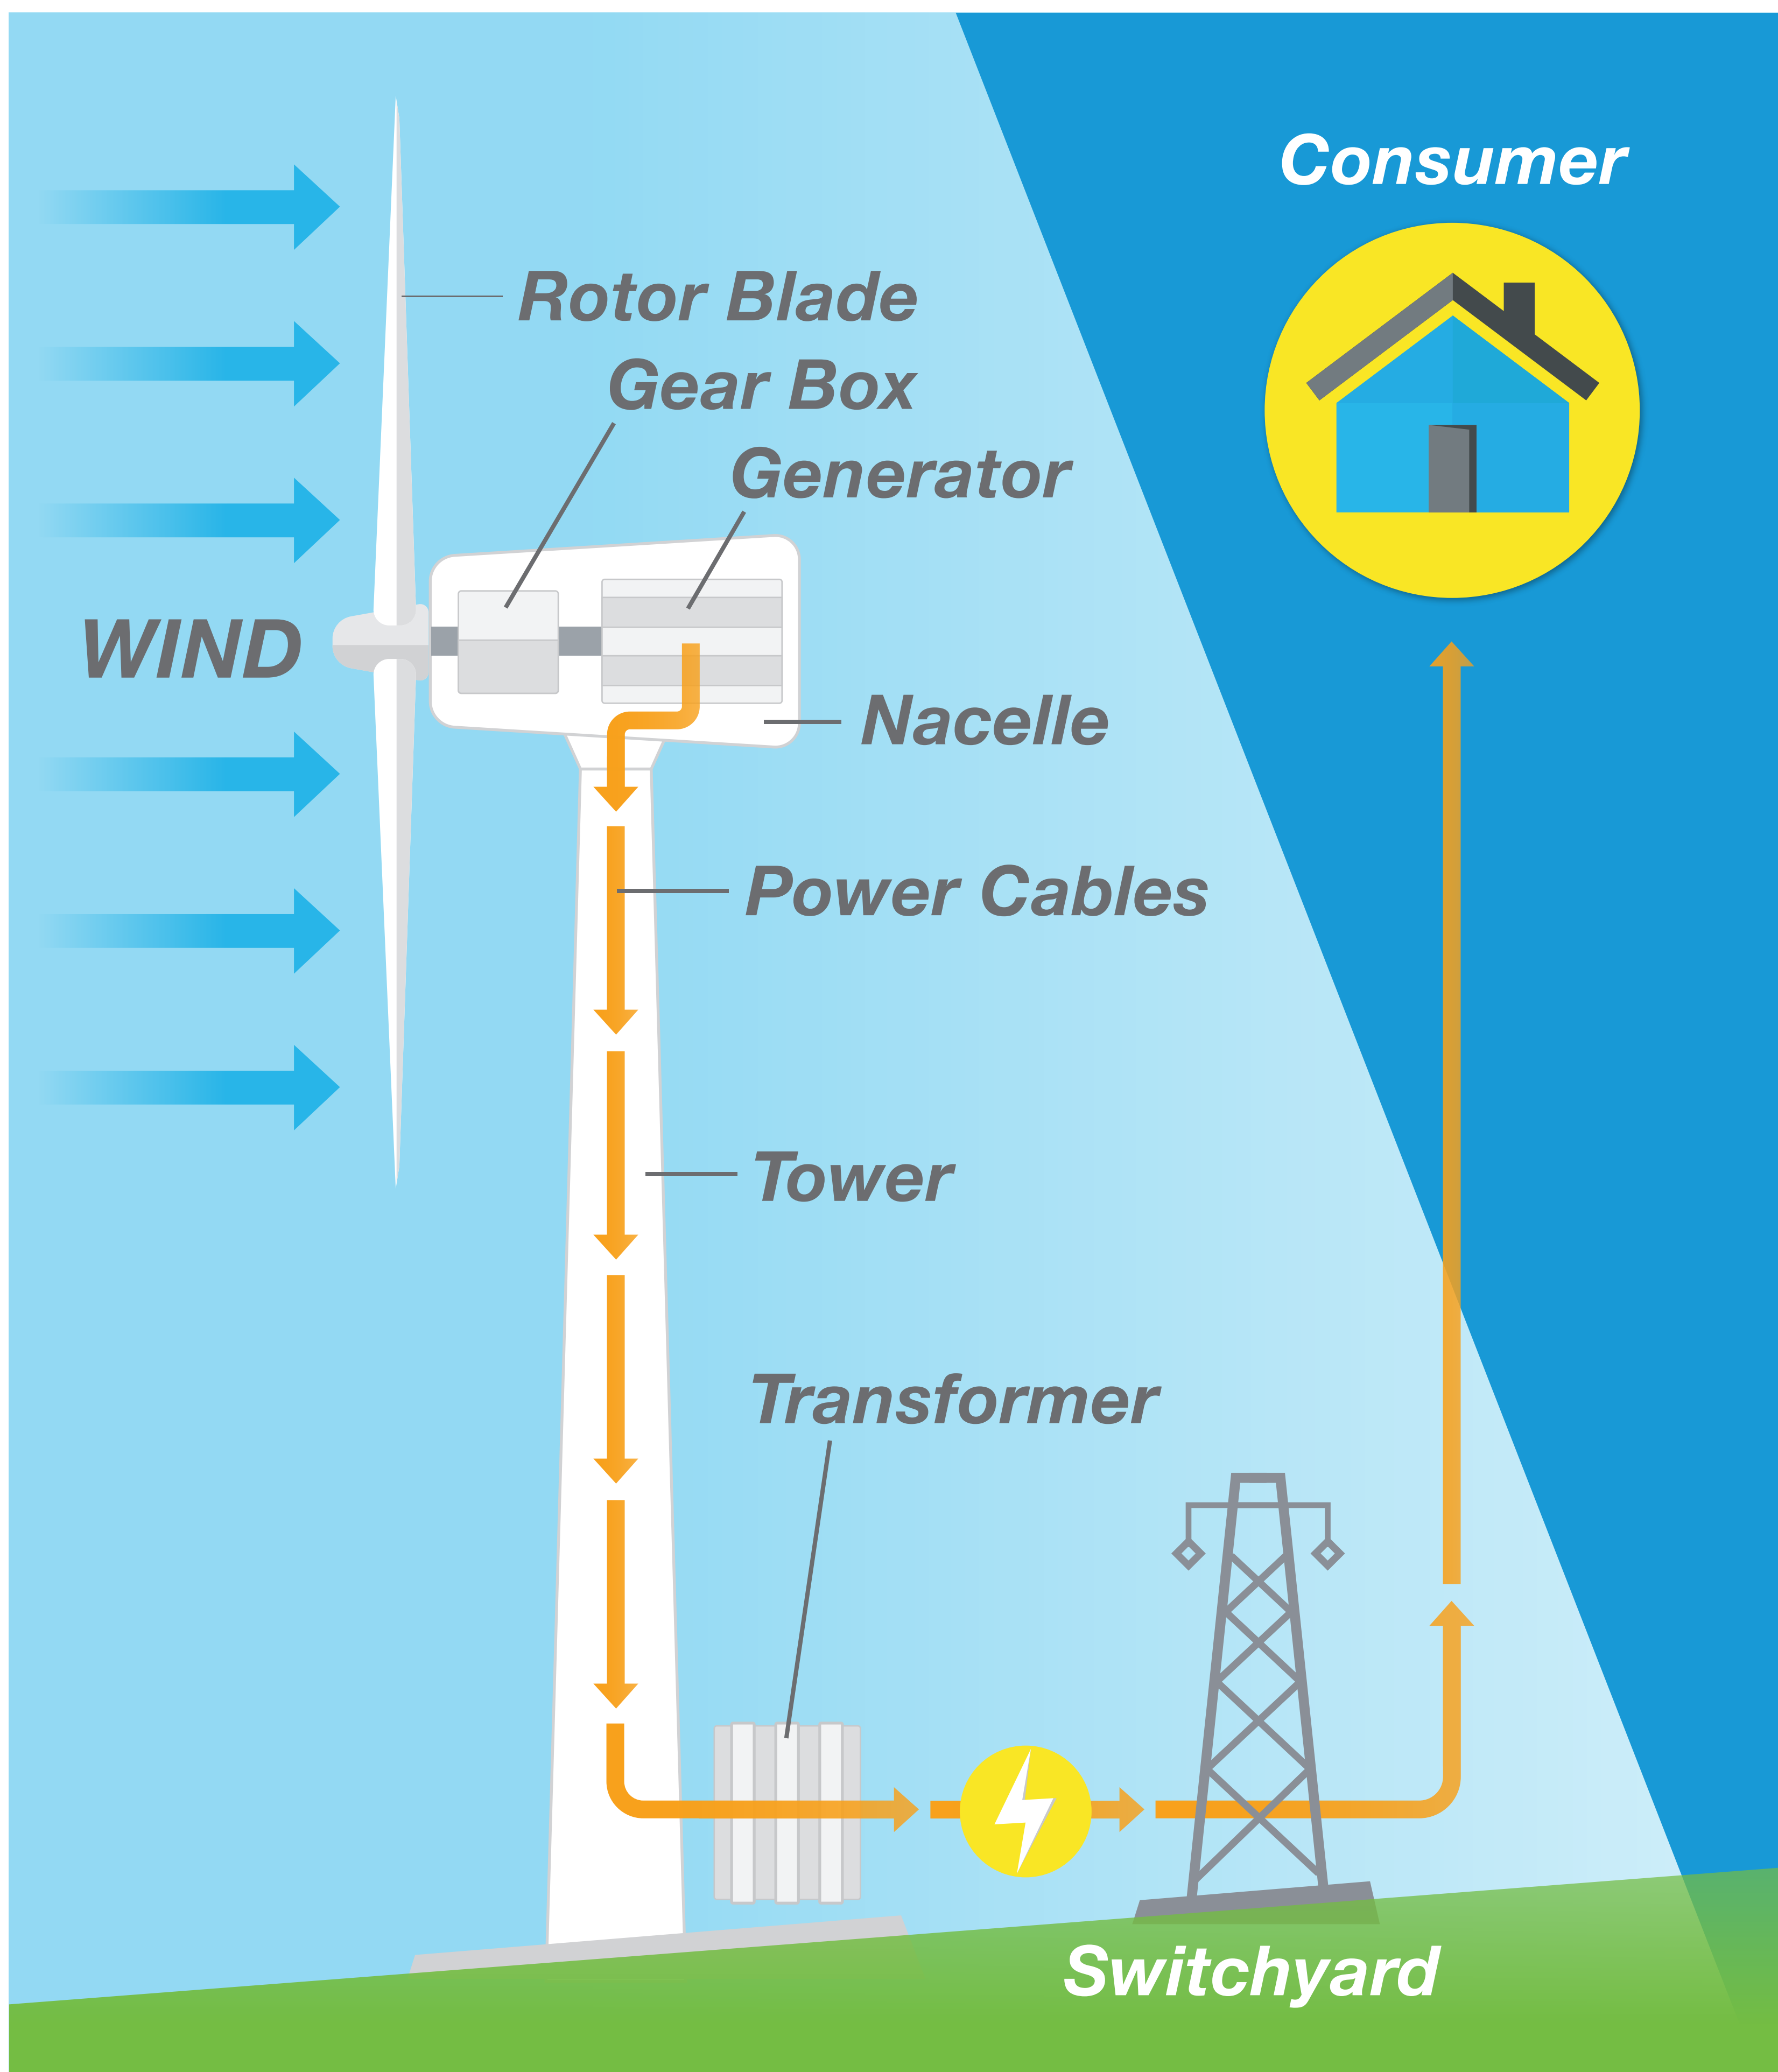 Consumer
Rotor Blade
Gear Box
Generator
WIND
Nacelle
Power Cables
Tower
Transformer
Switchyard